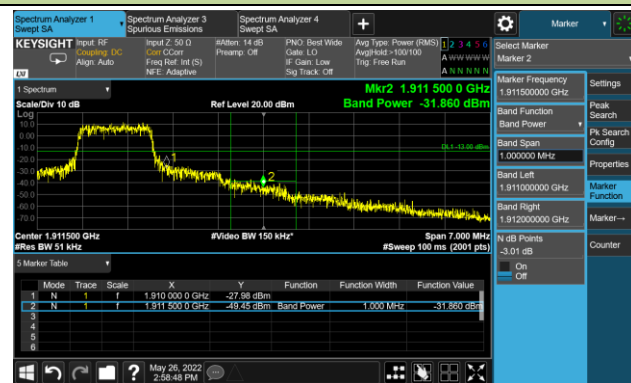 Spectrum Analyzer 1
Swept SA
Spectrum Analyzer 3
Spurious Emissions
Spectrum Analyzer 4
Swept SA
Marker
KEYSIGHT
Input: RF
Coupling: DC
Align: Auto
Input Z: 50 Ω
Corr CCorr
Freq Ref: Int (S)
NFE: Adaptive
#Atten: 14 dB
Preamp: Off
PNO: Best Wide
Gate: LO
IF Gain: Low
Sig Track: Off
Avg Type: Power (RMS)
Avg|Hold:>100/100
Trig: Free Run
1 2 3 4 5 6
A W W W W W
A N N N N N
LXI
Select Marker
Marker 2
1 Spectrum
Mkr2 1.911 500 0 GHz
Scale/Div 10 dB
Ref Level 20.00 dBm
Band Power -31.860 dBm
Log
10.0
0.00
-10.0
-20.0
-30.0
-40.0
-50.0
-60.0
-70.0
DL1 -13.00 dBm
1
2
Center 1.911500 GHz
#Video BW 150 kHz*
Span 7.000 MHz
#Res BW 51 kHz
#Sweep 100 ms (2001 pts)
5 Marker Table
Mode Trace Scale X Y Function Function Width Function Value
1 N 1 f 1.910 000 0 GHz -27.98 dBm
2 N 1 f 1.911 500 0 GHz -49.45 dBm Band Power 1.000 MHz -31.860 dBm
3
4
5
6
Marker Frequency
1.911500000 GHz
Band Function
Band Power
Band Span
1.000000 MHz
Band Left
1.911000000 GHz
Band Right
1.912000000 GHz
N dB Points
-3.01 dB
On
Off
Settings
Peak
Search
Pk Search
Config
Properties
Marker
Function
Marker→
Counter
?
May 26, 2022
2:58:48 PM